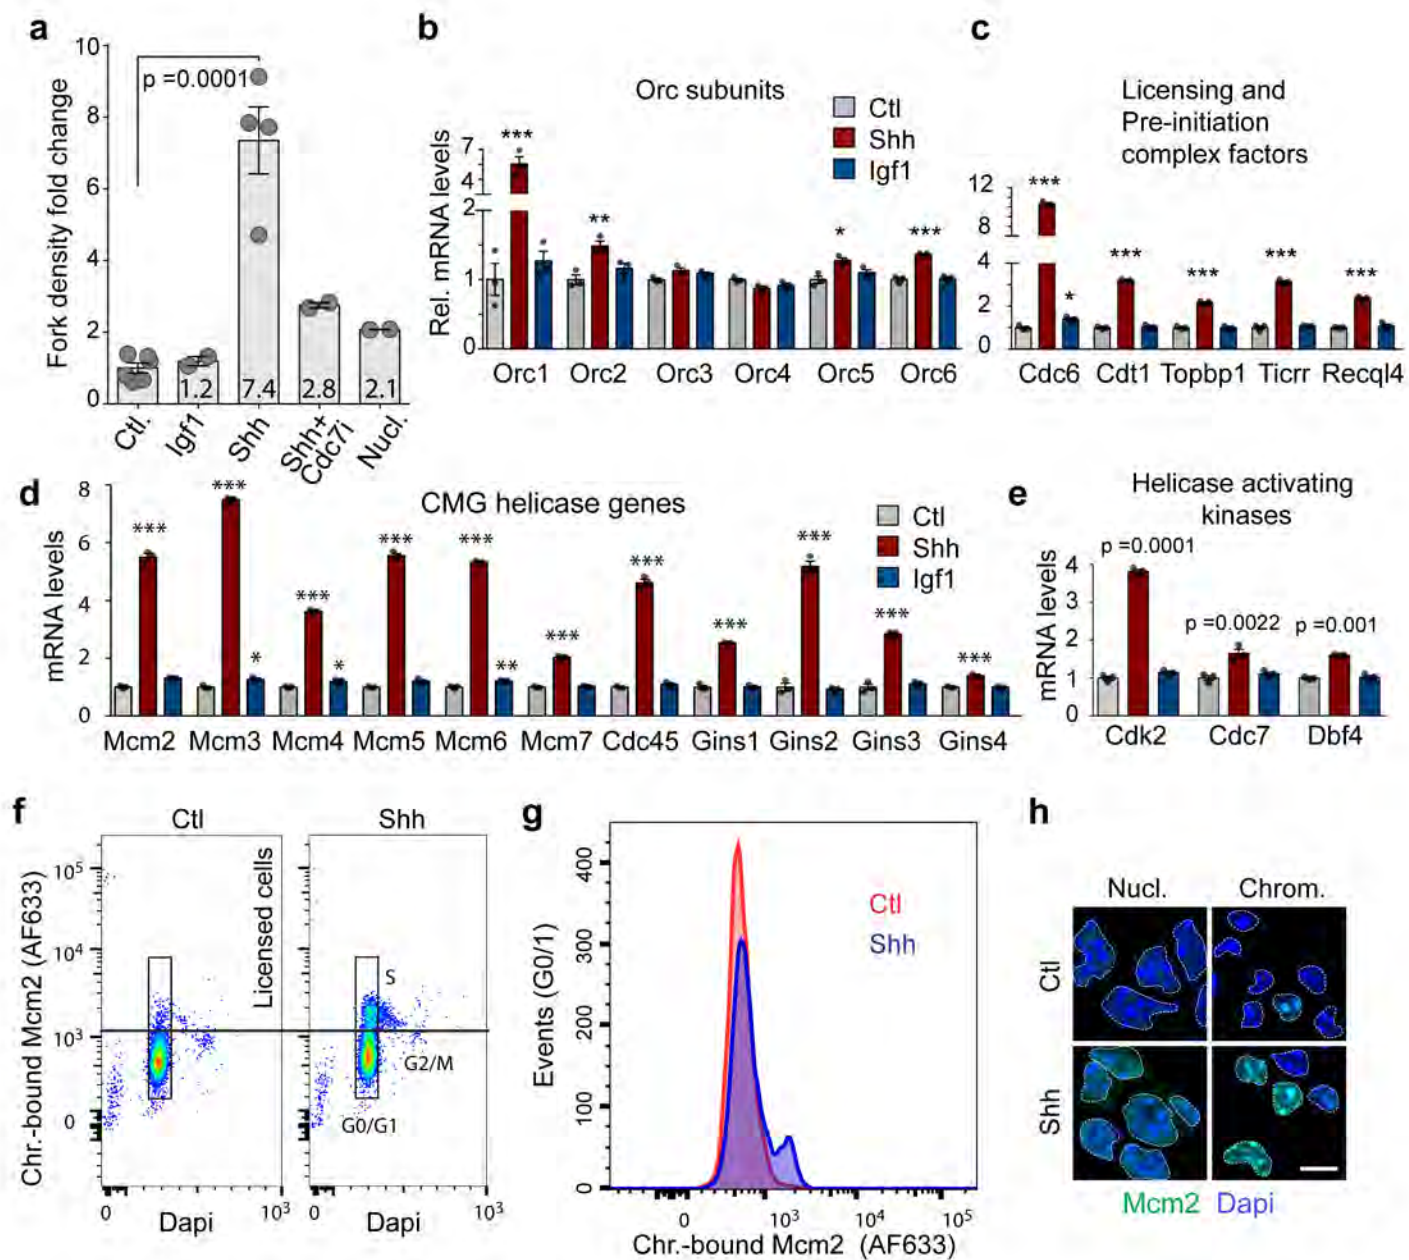 a
Fork density fold change
10
8
6
4
2
0
p =0.0001
1.2
7.4
2.8
2.1
Ctl.
Igf1
Shh
Shh+
Cdc7i
Nucl.
b
Orc subunits
Ctl
Shh
Igf1
Rel. mRNA levels
7
4
2
1
0
***
**
*
***
Orc1
Orc2
Orc3
Orc4
Orc5
Orc6
c
Licensing and
Pre-initiation
complex factors
12
8
4
2
0
***
*
***
***
***
***
Cdc6
Cdt1
Topbp1
Ticrr
Recql4
d
CMG helicase genes
Ctl
Shh
Igf1
mRNA levels
8
6
4
2
0
***
***
*
***
*
***
***
**
***
***
***
***
***
***
Mcm2
Mcm3
Mcm4
Mcm5
Mcm6
Mcm7
Cdc45
Gins1
Gins2
Gins3
Gins4
e
Helicase activating
kinases
mRNA levels
4
3
2
1
0
p =0.0001
p =0.0022
p =0.001
Cdk2
Cdc7
Dbf4
f
Ctl
Shh
Chr.-bound Mcm2 (AF633)
10⁵
10⁴
10³
0
Licensed cells
S
G2/M
G0/G1
0
10³
0
10³
Dapi
Dapi
g
Events (G0/1)
400
300
200
100
0
Ctl
Shh
0
10³
10⁴
10⁵
Chr.-bound Mcm2 (AF633)
h
Nucl.
Chrom.
Ctl
Shh
Mcm2
Dapi